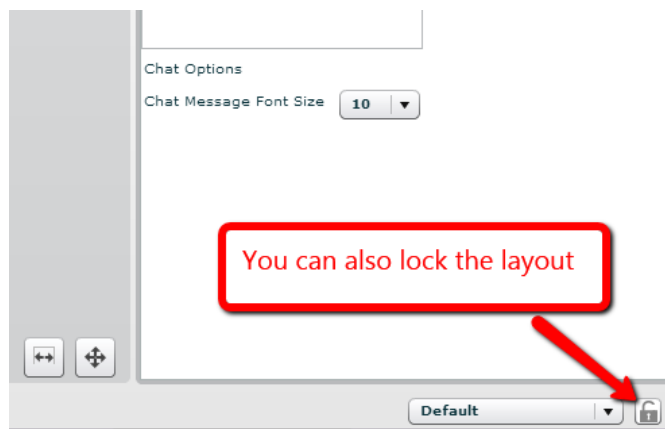 Chat Options
Chat Message Font Size 10
You can also lock the layout
Default